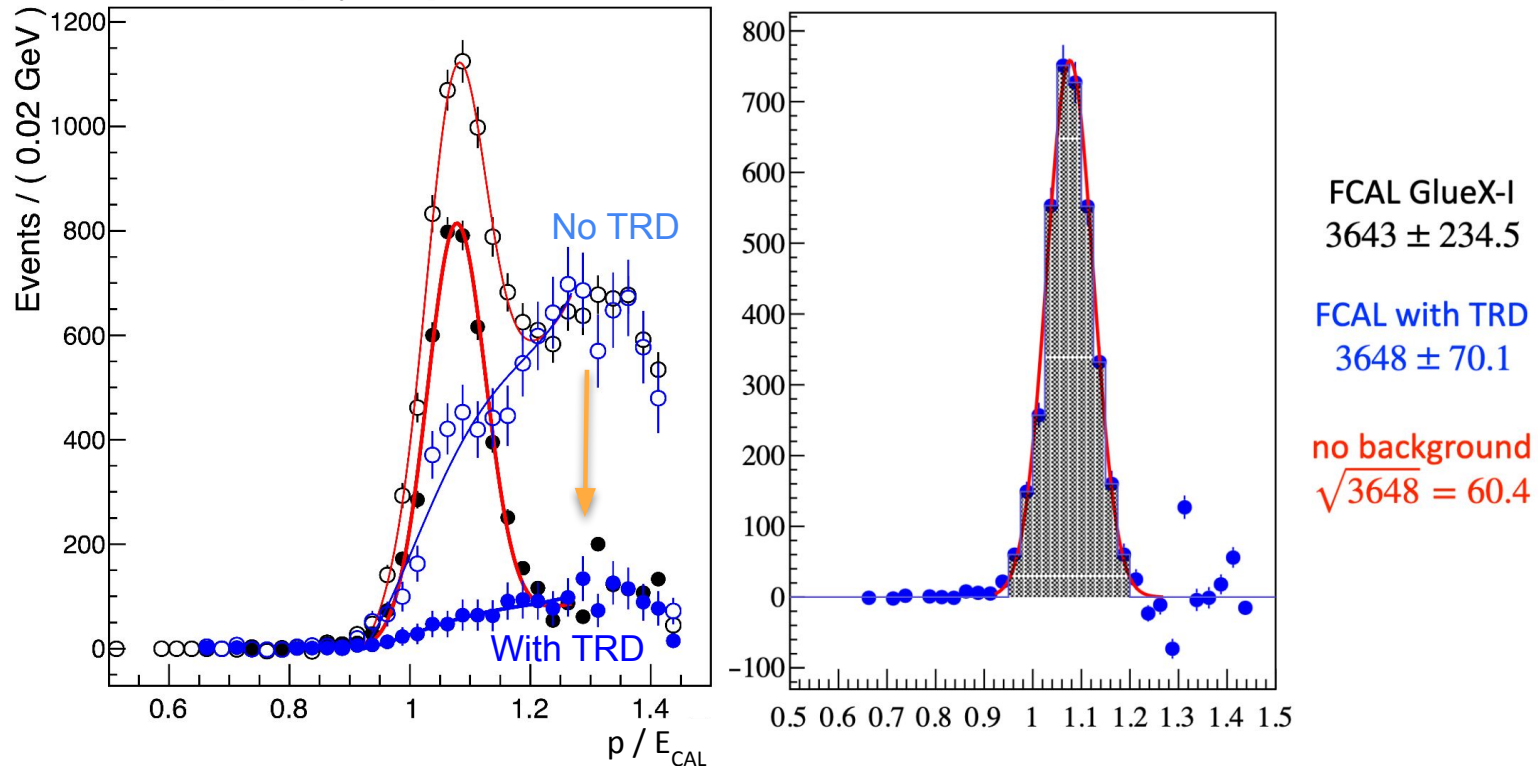 Events / ( 0.02 GeV )
1200
1000
800
600
400
200
0
0.6 0.8 1 1.2 1.4
p / E_CAL
No TRD
With TRD
800
700
600
500
400
300
200
100
0
−100
0.5 0.6 0.7 0.8 0.9 1 1.1 1.2 1.3 1.4 1.5
FCAL GlueX-I
3643 ± 234.5
FCAL with TRD
3648 ± 70.1
no background
√3648 = 60.4